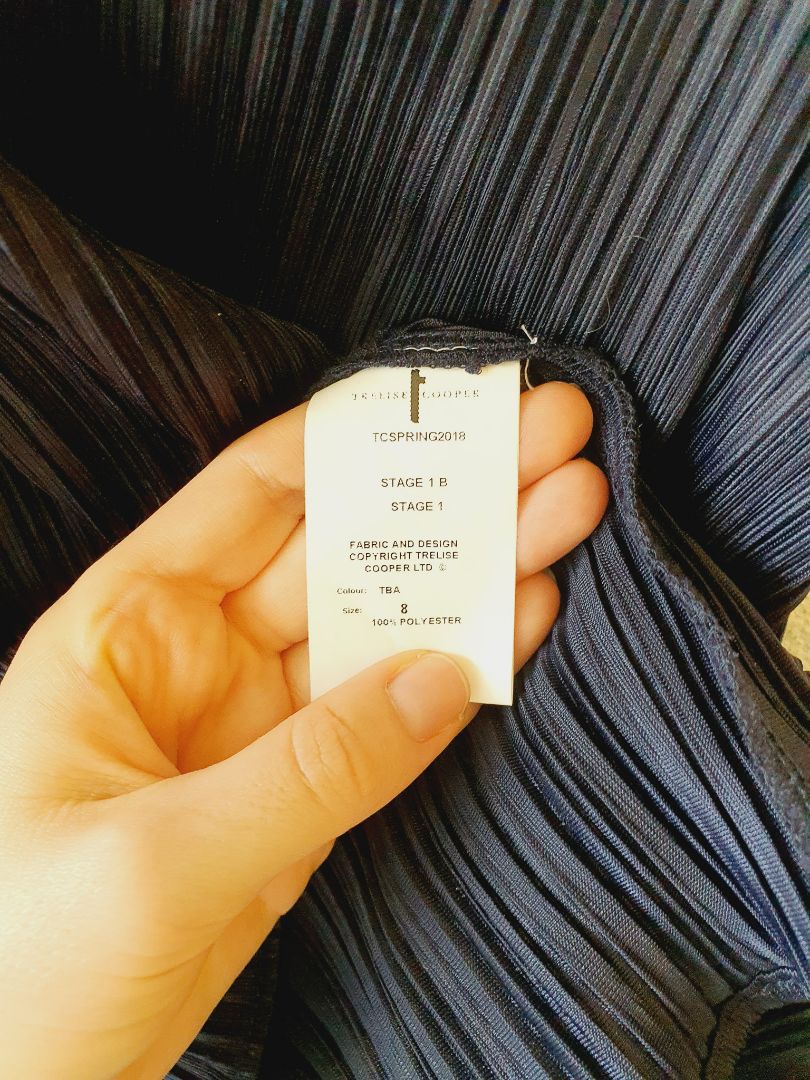 TRELISE t COOPER
TCSPRING2018
STAGE 1 B
STAGE 1
FABRIC AND DESIGN
COPYRIGHT TRELISE
COOPER LTD ©
Colour: TBA
Size: 8
100% POLYESTER